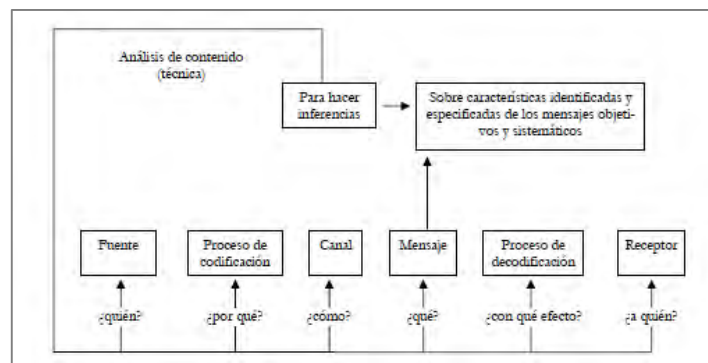 Análisis de contenido
(técnica)
Para hacer
inferencias
Sobre características identificadas y
especificadas de los mensajes objeti-
vos y sistemáticos
Fuente
Proceso de
codificación
Canal
Mensaje
Proceso de
decodificación
Receptor
¿quién?
¿por qué?
¿cómo?
¿qué?
¿con qué efecto?
¿a quién?